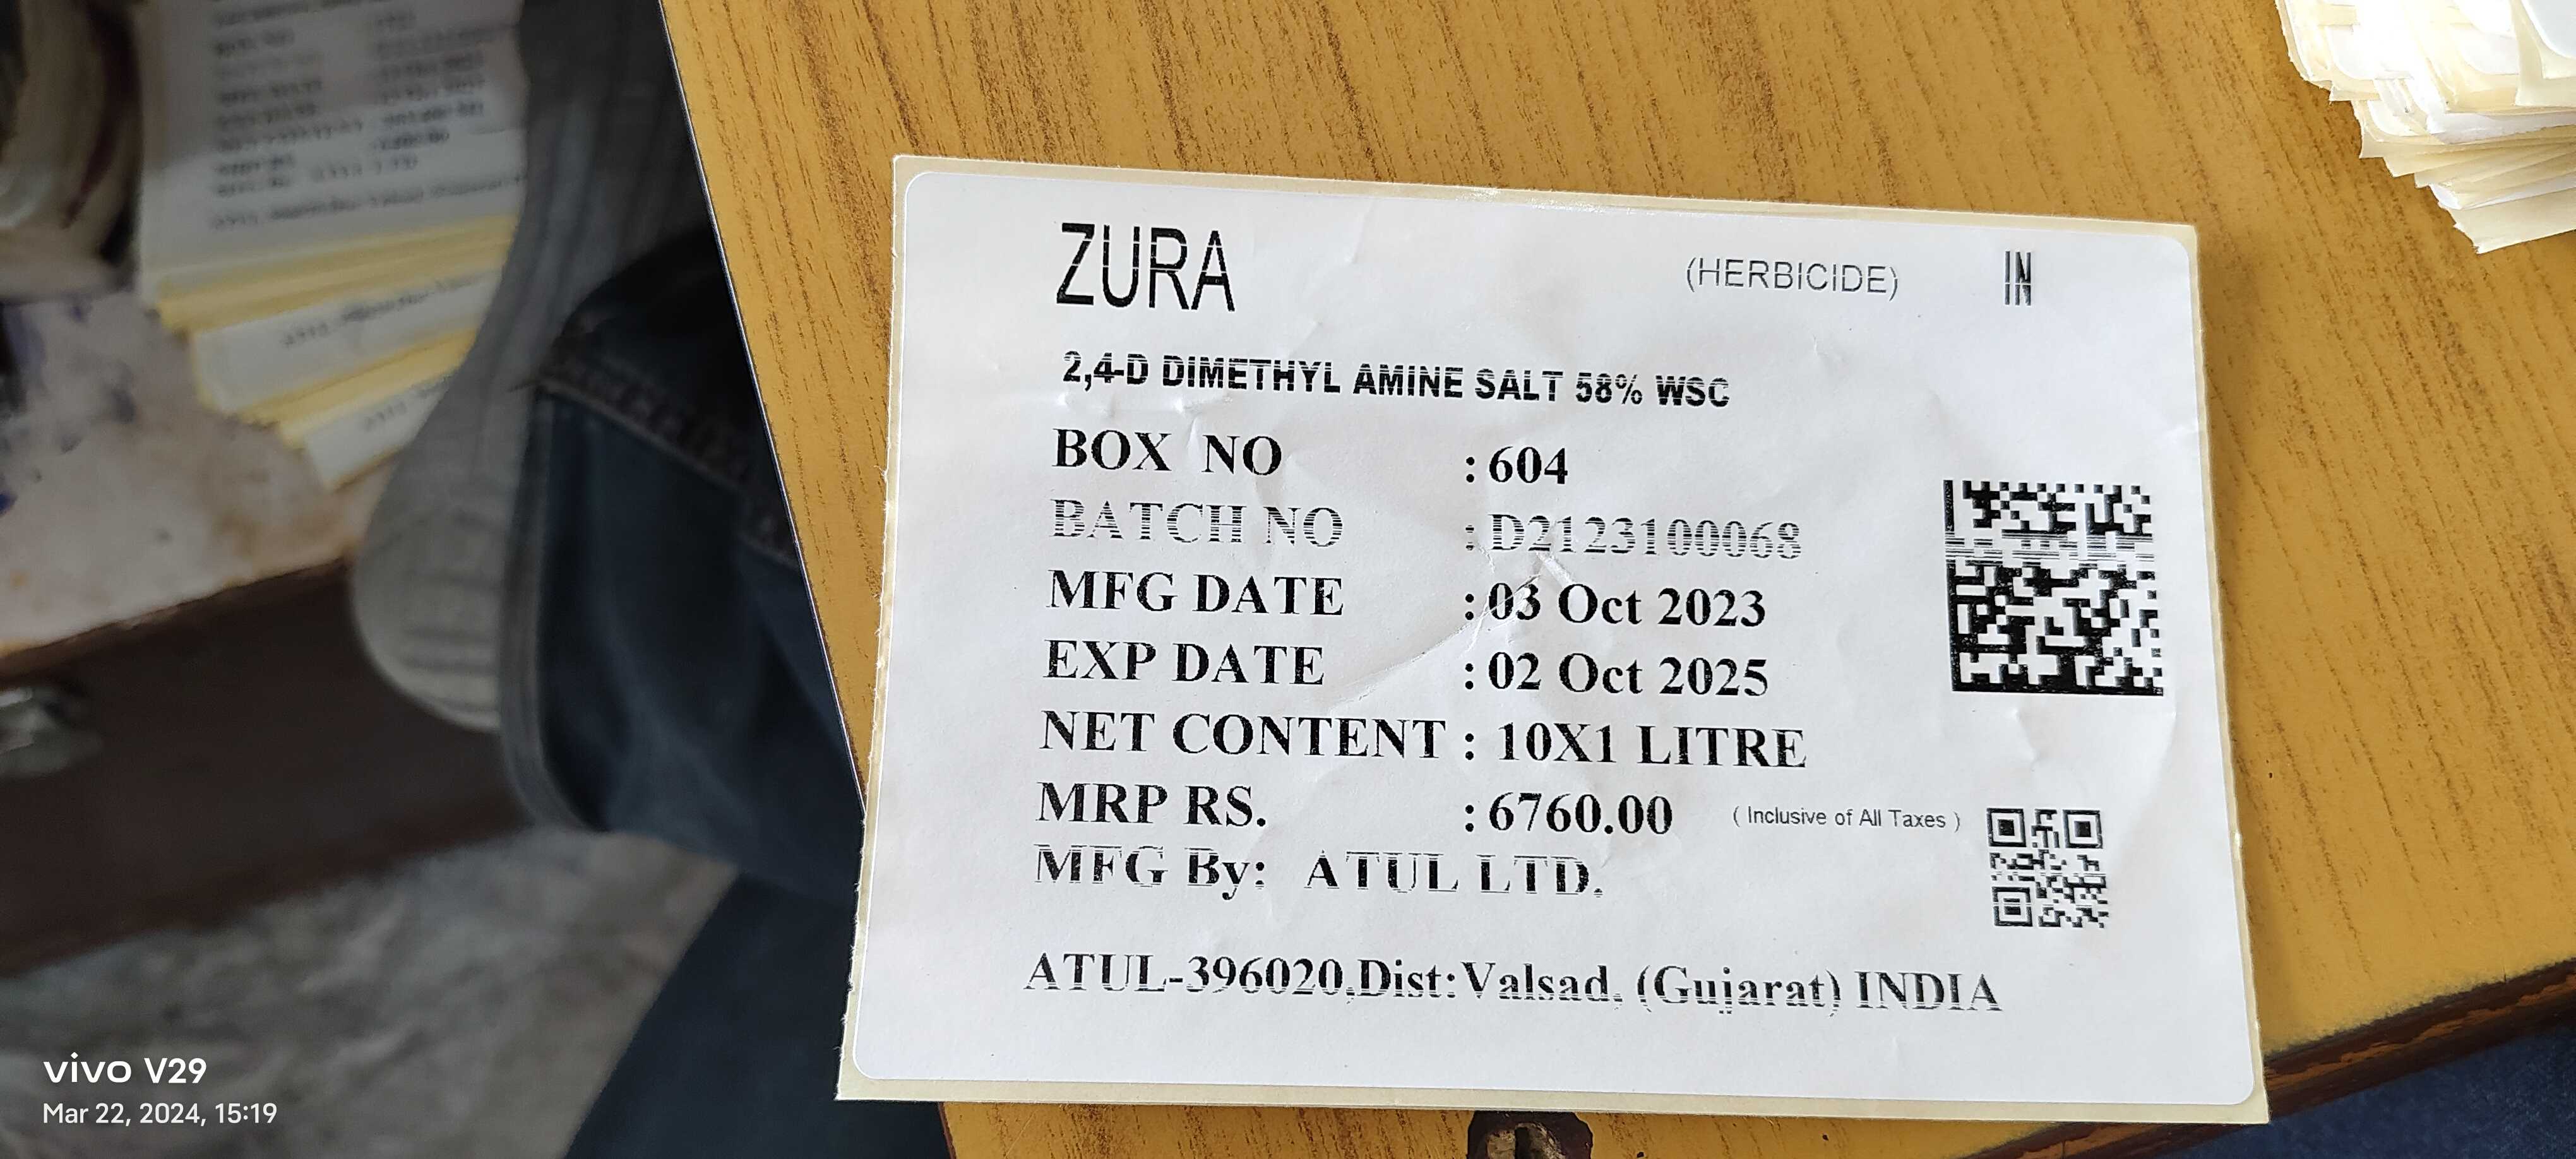 ZURA (HERBICIDE) IN
2,4-D DIMETHYL AMINE SALT 58% WSC
BOX NO : 604
BATCH NO : D2123100068
MFG DATE : 03 Oct 2023
EXP DATE : 02 Oct 2025
NET CONTENT : 10X1 LITRE
MRP RS. : 6760.00 ( Inclusive of All Taxes )
MFG By: ATUL LTD.
ATUL-396020,Dist:Valsad, (Gujarat) INDIA
vivo V29
Mar 22, 2024, 15:19